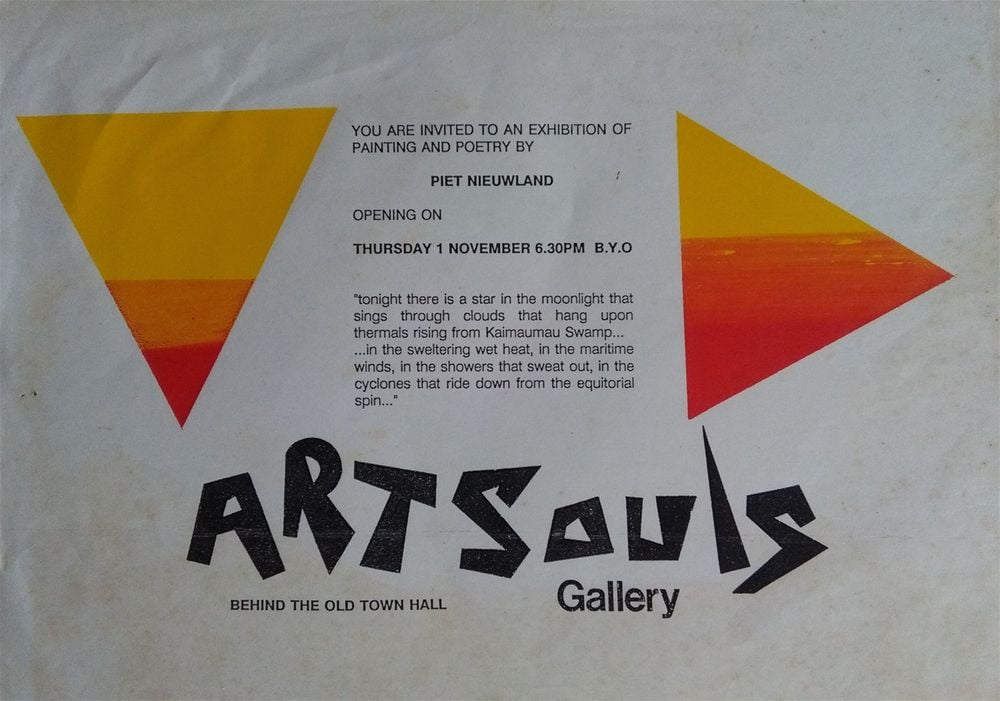 YOU ARE INVITED TO AN EXHIBITION OF
PAINTING AND POETRY BY
PIET NIEUWLAND
OPENING ON
THURSDAY 1 NOVEMBER 6.30PM B.Y.O
"tonight there is a star in the moonlight that
sings through clouds that hang upon
thermals rising from Kaimaumau Swamp...
...in the sweltering wet heat, in the maritime
winds, in the showers that sweat out, in the
cyclones that ride down from the equitorial
spin..."
ARTSouls
Gallery
BEHIND THE OLD TOWN HALL